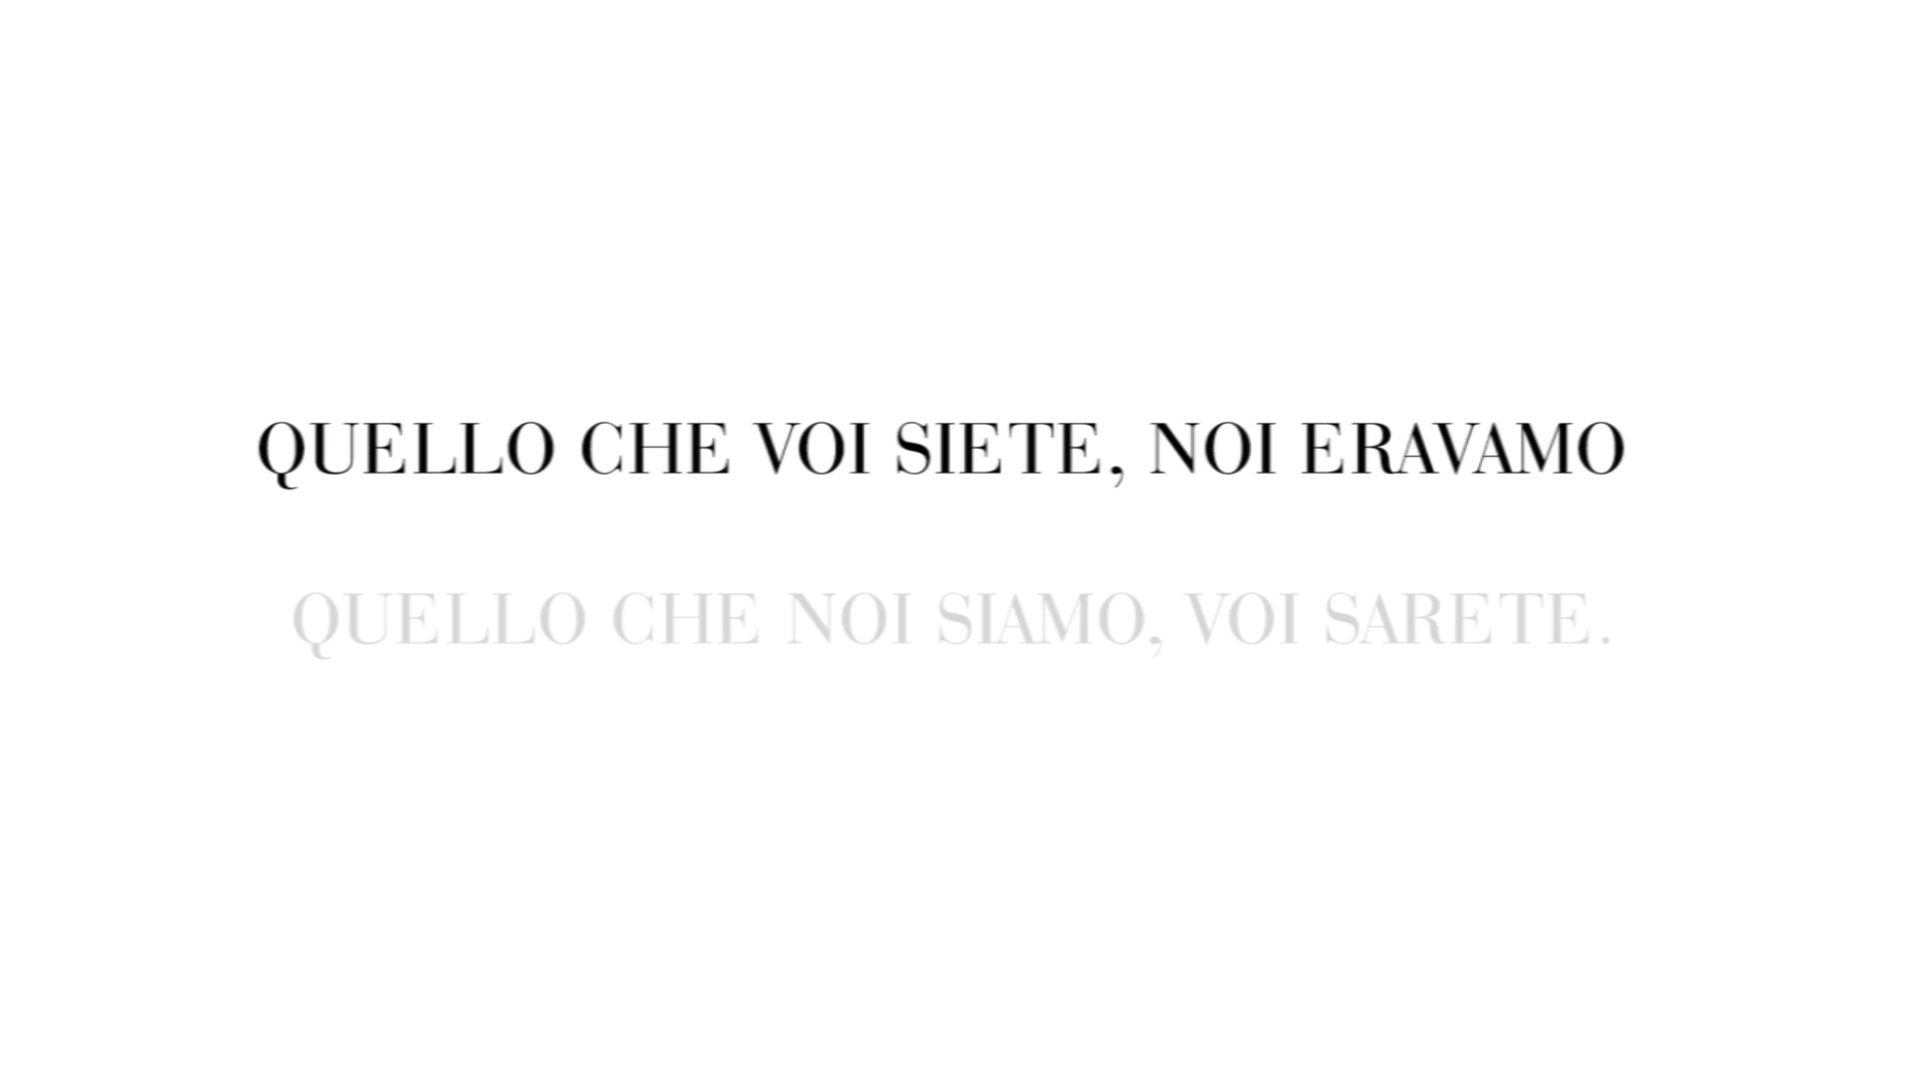 QUELLO CHE VOI SIETE, NOI ERAVAMO
QUELLO CHE NOI SIAMO, VOI SARETE.